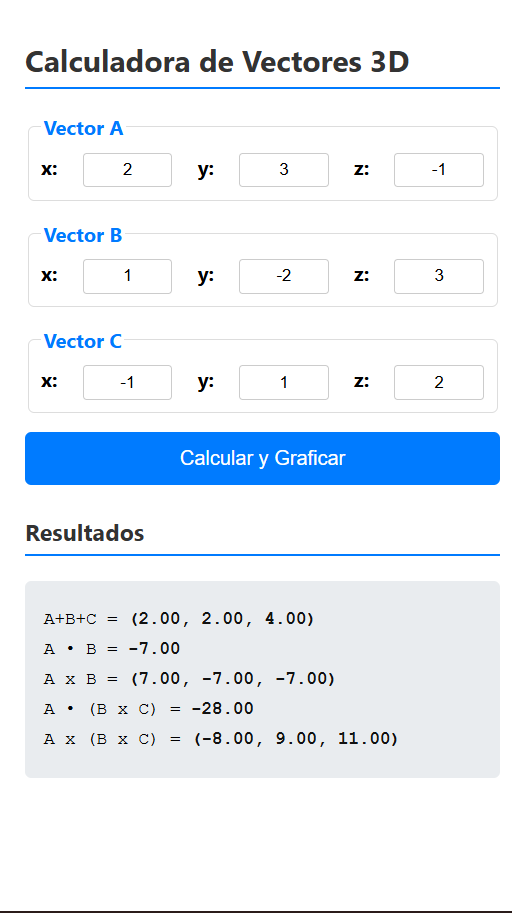 Calculadora de Vectores 3D
Vector A
x: 2 y: 3 z: -1
Vector B
x: 1 y: -2 z: 3
Vector C
x: -1 y: 1 z: 2
Calcular y Graficar
Resultados
A+B+C = (2.00, 2.00, 4.00)
A • B = -7.00
A x B = (7.00, -7.00, -7.00)
A • (B x C) = -28.00
A x (B x C) = (-8.00, 9.00, 11.00)